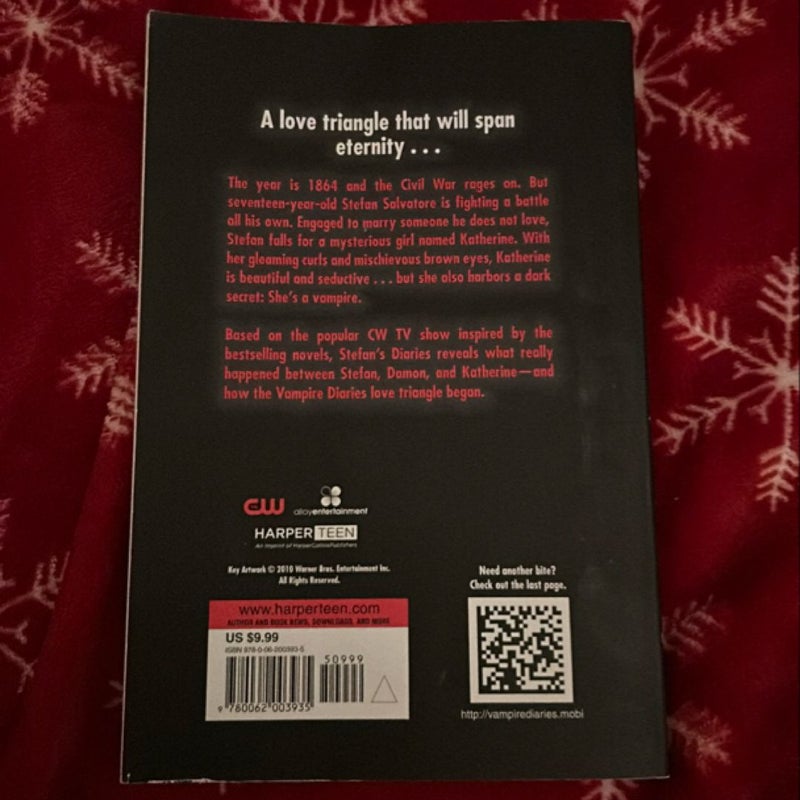 A love triangle that will span
eternity . . .
The year is 1864 and the Civil War rages on. But
seventeen-year-old Stefan Salvatore is fighting a battle
all his own. Engaged to marry someone he does not love,
Stefan falls for a mysterious girl named Katherine. With
her gleaming curls and mischievous brown eyes, Katherine
is beautiful and seductive . . . but she also harbors a dark
secret: She's a vampire.
Based on the popular CW TV show inspired by the
bestselling novels, Stefan's Diaries reveals what really
happened between Stefan, Damon, and Katherine—and
how the Vampire Diaries love triangle began.
CW
alloyentertainment
HARPER TEEN
An Imprint of HarperCollinsPublishers
Key Artwork © 2010 Warner Bros. Entertainment Inc.
All Rights Reserved.
Need another bite?
Check out the last page.
www.harperteen.com
AUTHOR AND BOOK NEWS, DOWNLOADS, AND MORE
US $9.99
ISBN 978-0-06-200393-5
50999
9 780062 003935
http://vampirediaries.mobi